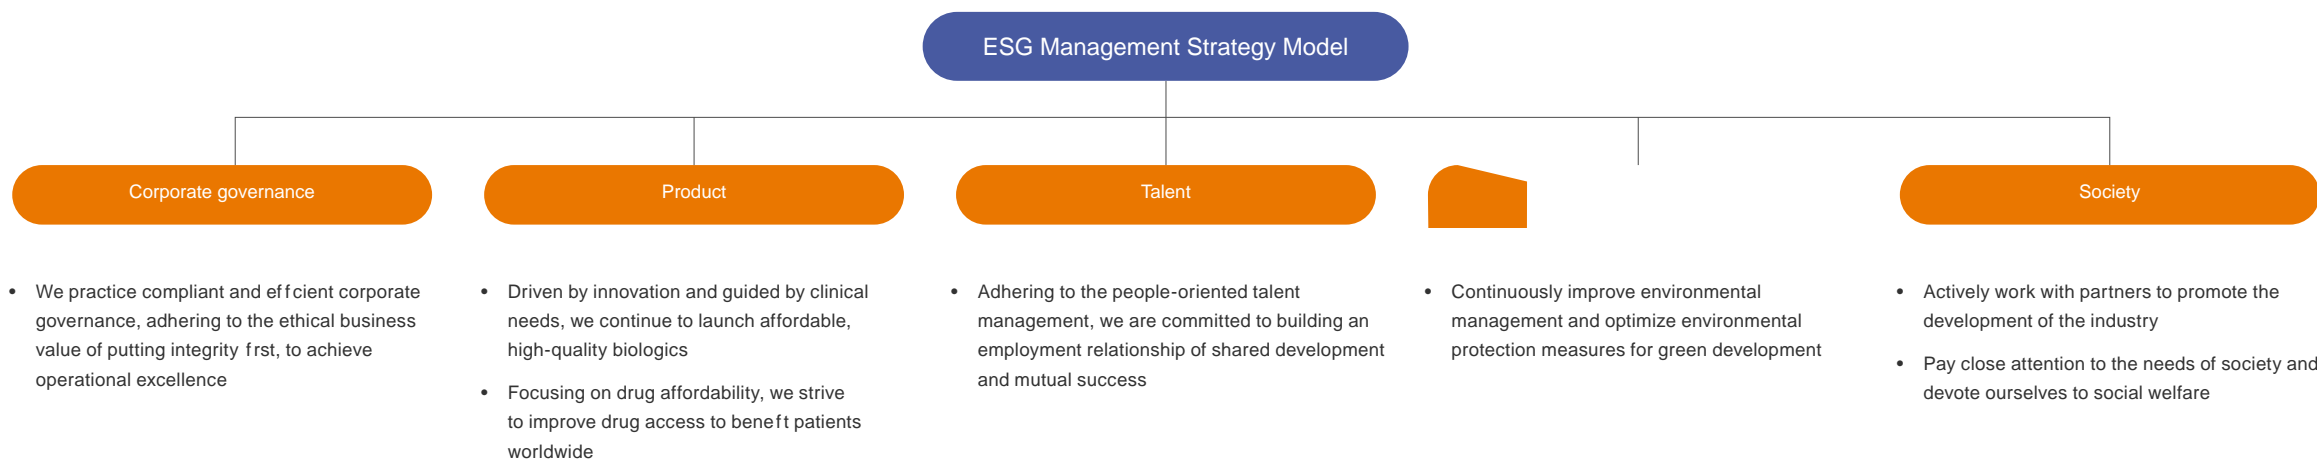 ESG Management Strategy Model
Corporate governance
Product
Talent
Society
• We practice compliant and ef f cient corporate
governance, adhering to the ethical business
value of putting integrity f rst, to achieve
operational excellence
• Driven by innovation and guided by clinical
needs, we continue to launch affordable,
high-quality biologics
• Focusing on drug affordability, we strive
to improve drug access to benef t patients
worldwide
• Adhering to the people-oriented talent
management, we are committed to building an
employment relationship of shared development
and mutual success
• Continuously improve environmental
management and optimize environmental
protection measures for green development
• Actively work with partners to promote the
development of the industry
• Pay close attention to the needs of society and
devote ourselves to social welfare